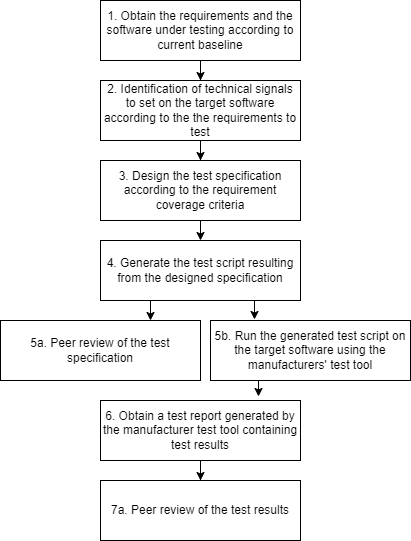 1. Obtain the requirements and the
software under testing according to
current baseline
2. Identification of technical signals
to set on the target software
according to the the requirements to
test
3. Design the test specification
according to the requirement
coverage criteria
4. Generate the test script resulting
from the designed specification
5a. Peer review of the test
specification
5b. Run the generated test script on
the target software using the
manufacturers' test tool
6. Obtain a test report generated by
the manufacturer test tool containing
test results
7a. Peer review of the test results